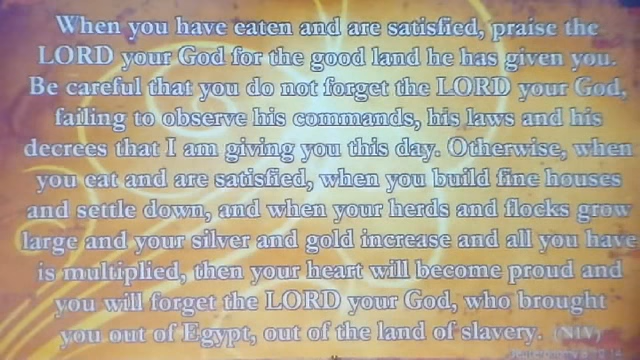 When you have eaten and are satisfied, praise the
LORD your God for the good land he has given you.
Be careful that you do not forget the LORD your God,
failing to observe his commands, his laws and his
decrees that I am giving you this day. Otherwise, when
you eat and are satisfied, when you build fine houses
and settle down, and when your herds and flocks grow
large and your silver and gold increase and all you have
is multiplied, then your heart will become proud and
you will forget the LORD your God, who brought
you out of Egypt, out of the land of slavery. (NIV)